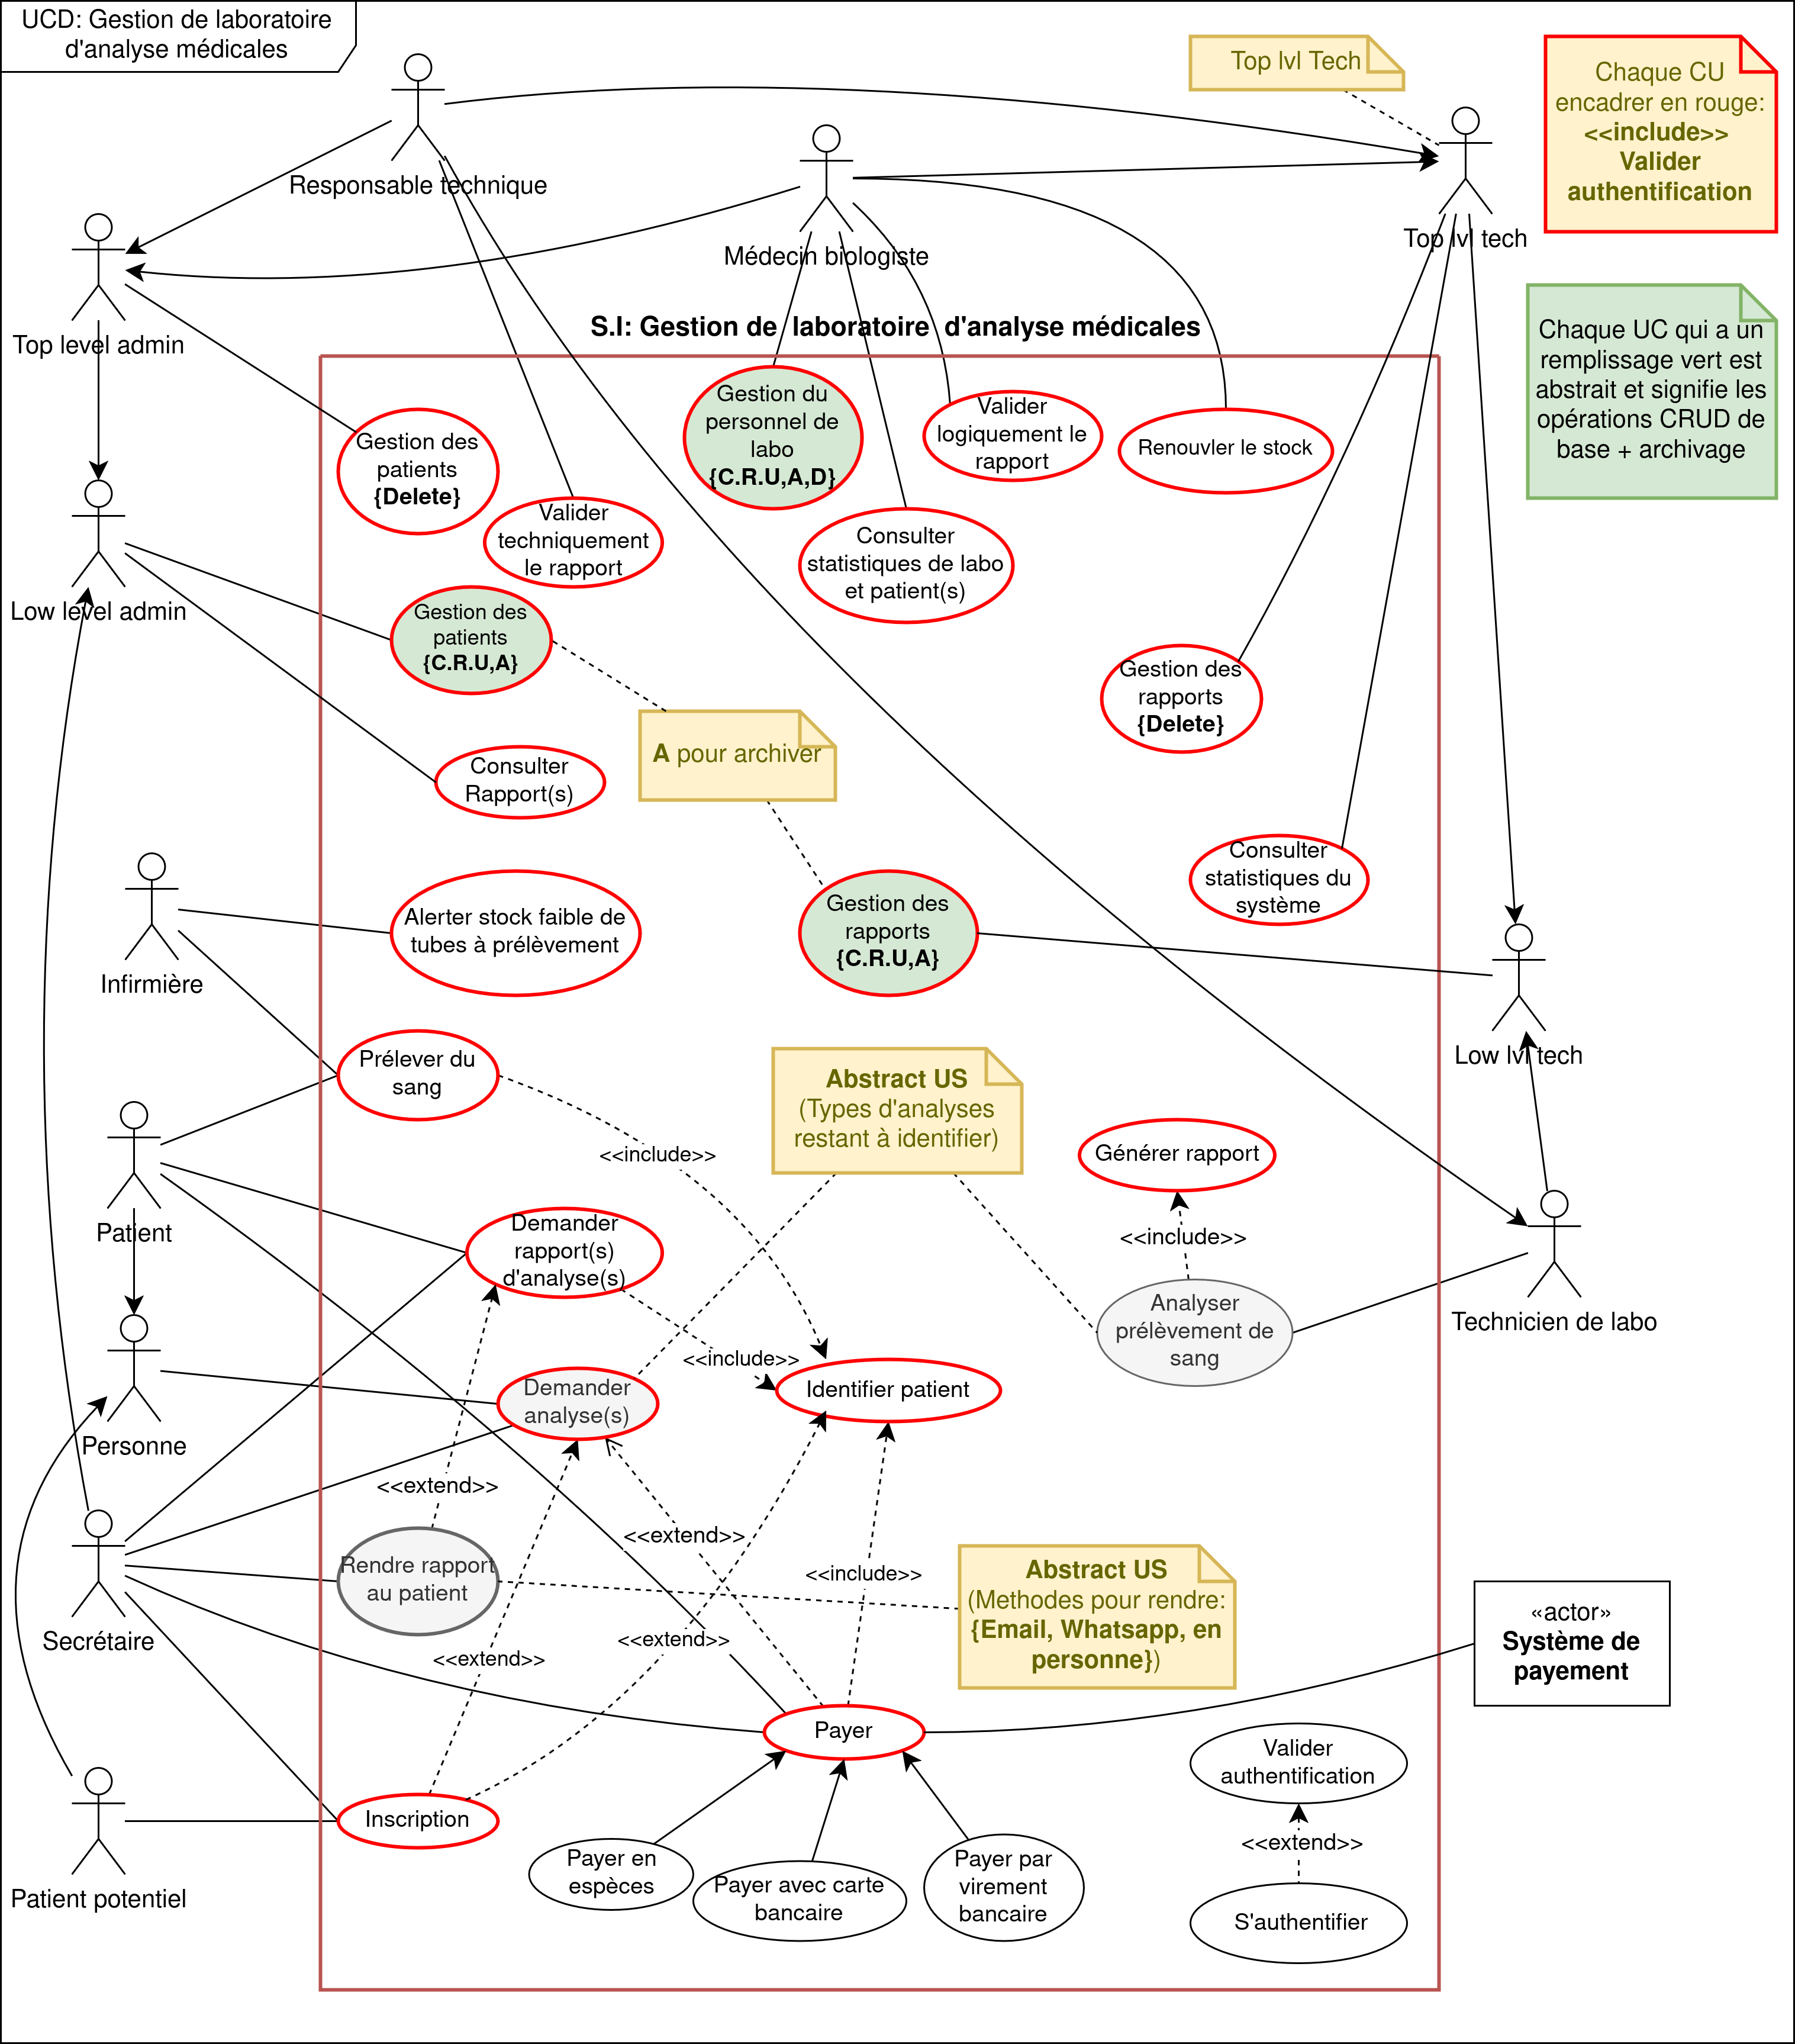 UCD: Gestion de laboratoire
d'analyse médicales
Top lvl Tech
Chaque CU
encadrer en rouge:
<<include>>
Valider
authentification
Responsable technique
Médecin biologiste
Top lvl tech
Top level admin
S.I: Gestion de laboratoire d'analyse médicales
Chaque UC qui a un
remplissage vert est
abstrait et signifie les
opérations CRUD de
base + archivage
Gestion des
patients
{Delete}
Gestion du
personnel de
labo
{C.R.U,A,D}
Valider
logiquement le
rapport
Renouvler le stock
Valider
techniquement
le rapport
Consulter
statistiques de labo
et patient(s)
Low level admin
Gestion des
patients
{C.R.U,A}
Gestion des
rapports
{Delete}
A pour archiver
Consulter
Rapport(s)
Consulter
statistiques du
système
Alerter stock faible de
tubes à prélèvement
Gestion des
rapports
{C.R.U,A}
Infirmière
Low lvl tech
Prélever du
sang
Abstract US
(Types d'analyses
restant à identifier)
<<include>>
Générer rapport
Patient
Demander
rapport(s)
d'analyse(s)
<<include>>
Analyser
prélèvement de
sang
Technicien de labo
<<include>>
Demander
analyse(s)
Identifier patient
Personne
<<extend>>
<<extend>>
Rendre rapport
au patient
<<include>>
Abstract US
(Methodes pour rendre:
{Email, Whatsapp, en
personne})
«actor»
Système de
payement
Secrétaire
<<extend>>
<<extend>>
Payer
Valider
authentification
Inscription
<<extend>>
Payer en
espèces
Payer avec carte
bancaire
Payer par
virement
bancaire
S'authentifier
Patient potentiel